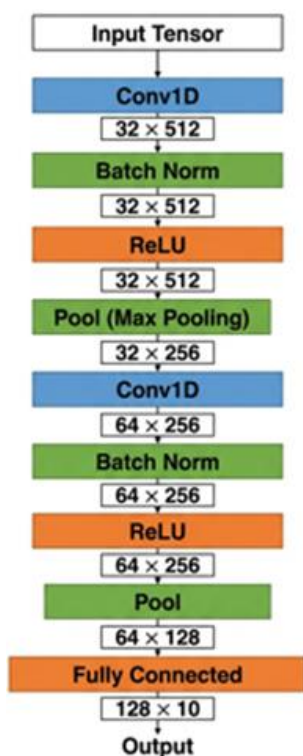 Input Tensor
Conv1D
32 × 512
Batch Norm
32 × 512
ReLU
32 × 512
Pool (Max Pooling)
32 × 256
Conv1D
64 × 256
Batch Norm
64 × 256
ReLU
64 × 256
Pool
64 × 128
Fully Connected
128 × 10
Output